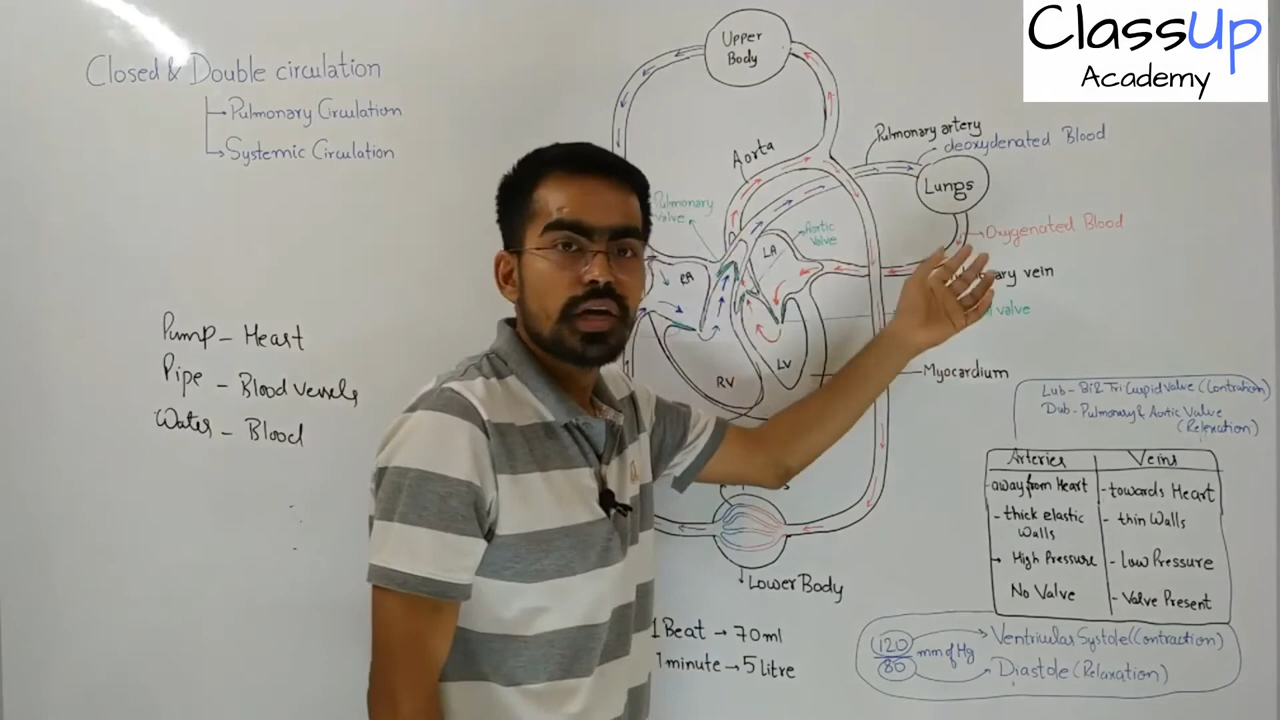 ClassUp
Academy
Closed & Double circulation
Pulmonary Circulation
Systemic Circulation
Pump - Heart
Pipe - Blood vessels
Water - Blood
Upper
Body
Aorta
Pulmonary artery
deoxydenated Blood
Lungs
Oxygenated Blood
Pulmonary
valve
Aortic
Valve
RA
LA
vein
valve
RV
LV
Myocardium
Lower Body
1 Beat → 70 ml
1 minute → 5 Litre
Lub - Bi & Tri Cuspid Valve (Contration)
Dub - Pulmonary & Aortic Valve
(Relexation)
Arteries Veins
- away from Heart - towards Heart
- thick elastic - thin Walls
Walls
→ High Pressure - Low Pressure
No Valve - Valve Present
120 Ventricular Systole (Contraction)
mm of Hg
80 Diastole (Relaxation)